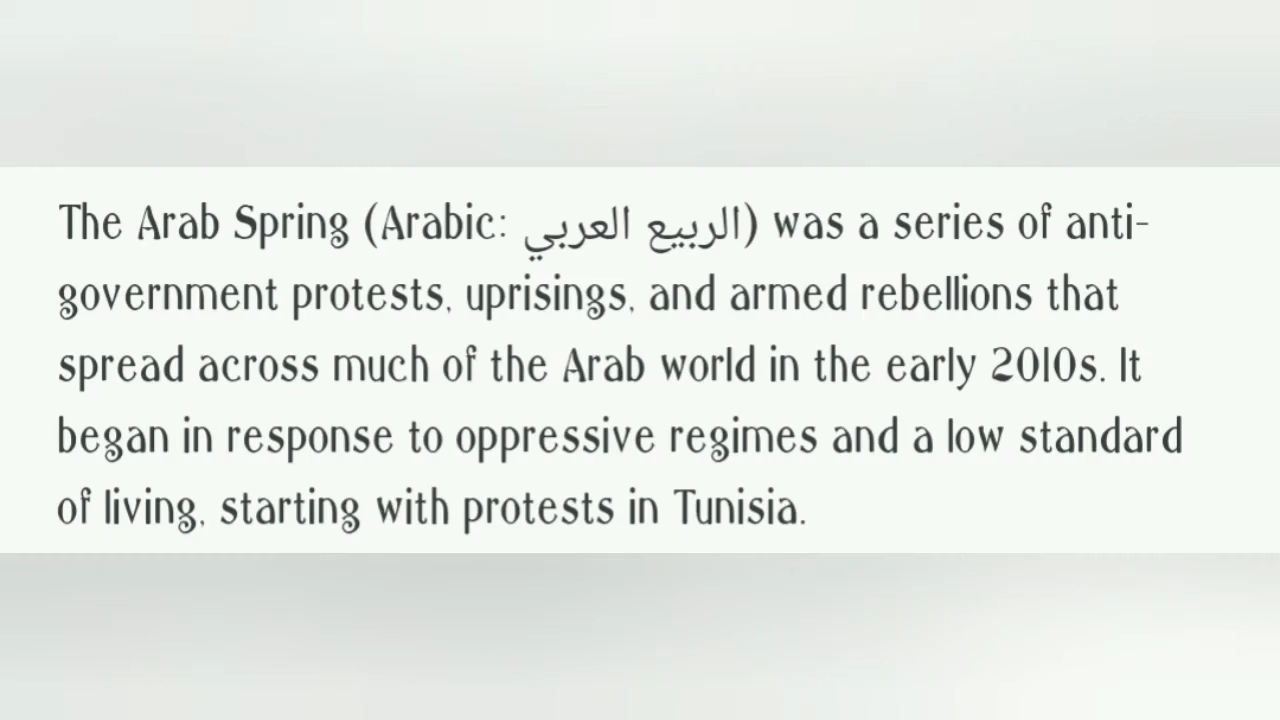 The Arab Spring (Arabic: الربيع العربي) was a series of anti-
government protests, uprisings, and armed rebellions that
spread across much of the Arab world in the early 2010s. It
began in response to oppressive regimes and a low standard
of living, starting with protests in Tunisia.